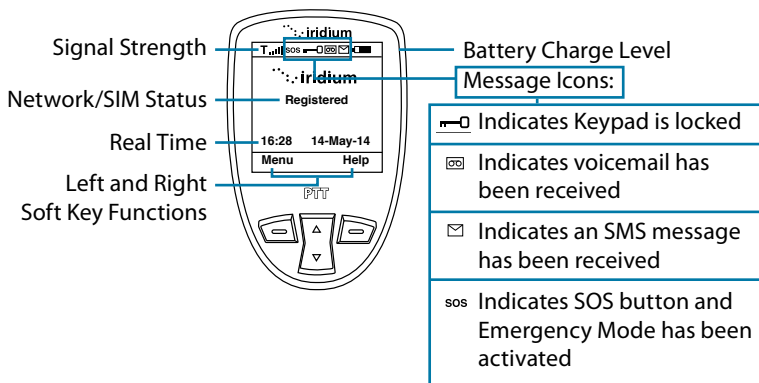 Signal Strength
Network/SIM Status
Real Time
Left and Right
Soft Key Functions
iridium
T SOS
iridium
Registered
16:28 14-May-14
Menu Help
PTT
Battery Charge Level
Message Icons:
Indicates Keypad is locked
Indicates voicemail has
been received
Indicates an SMS message
has been received
SOS Indicates SOS button and
Emergency Mode has been
activated